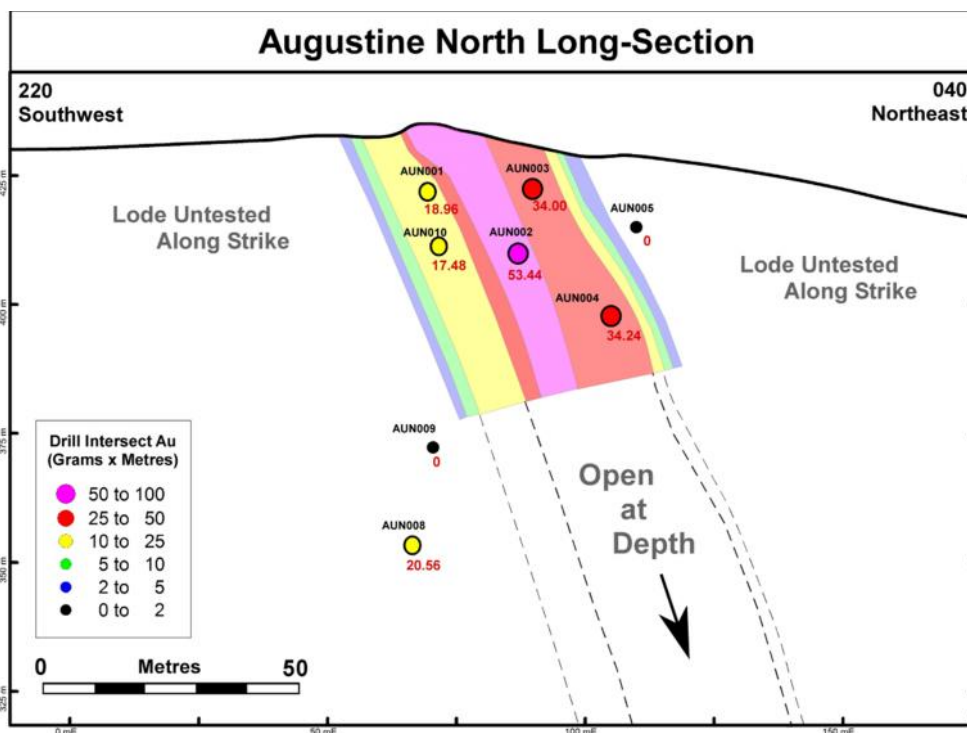 Augustine North Long-Section
220
Southwest
040
Northeast
425 m
400 m
375 m
350 m
325 m
Lode Untested
Along Strike
AUN001
18.96
AUN010
17.48
AUN003
34.00
AUN002
53.44
AUN004
34.24
AUN005
0
Lode Untested
Along Strike
AUN009
0
AUN008
20.56
Open
at
Depth
Drill Intersect Au
(Grams x Metres)
50 to 100
25 to 50
10 to 25
5 to 10
2 to 5
0 to 2
0 Metres 50
0 mE
50 mE
100 mE
150 mE